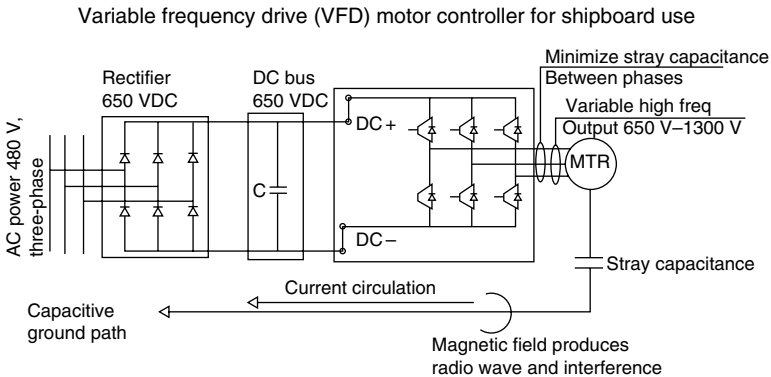 Variable frequency drive (VFD) motor controller for shipboard use
Minimize stray capacitance
Between phases
Rectifier
650 VDC
DC bus
650 VDC
Variable high freq
Output 650 V–1300 V
AC power 480 V,
three-phase
DC+
C
MTR
DC–
Stray capacitance
Current circulation
Capacitive
ground path
Magnetic field produces
radio wave and interference